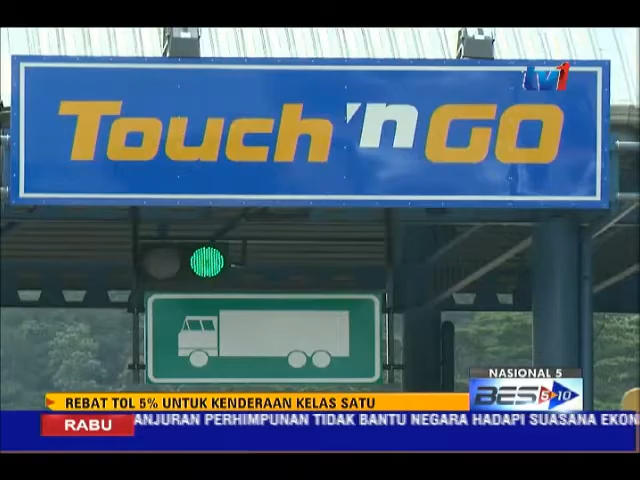 tv1
Touch 'n GO
NASIONAL 5
BES 5>10
REBAT TOL 5% UNTUK KENDERAAN KELAS SATU
RABU
ANJURAN PERHIMPUNAN TIDAK BANTU NEGARA HADAPI SUASANA EKON